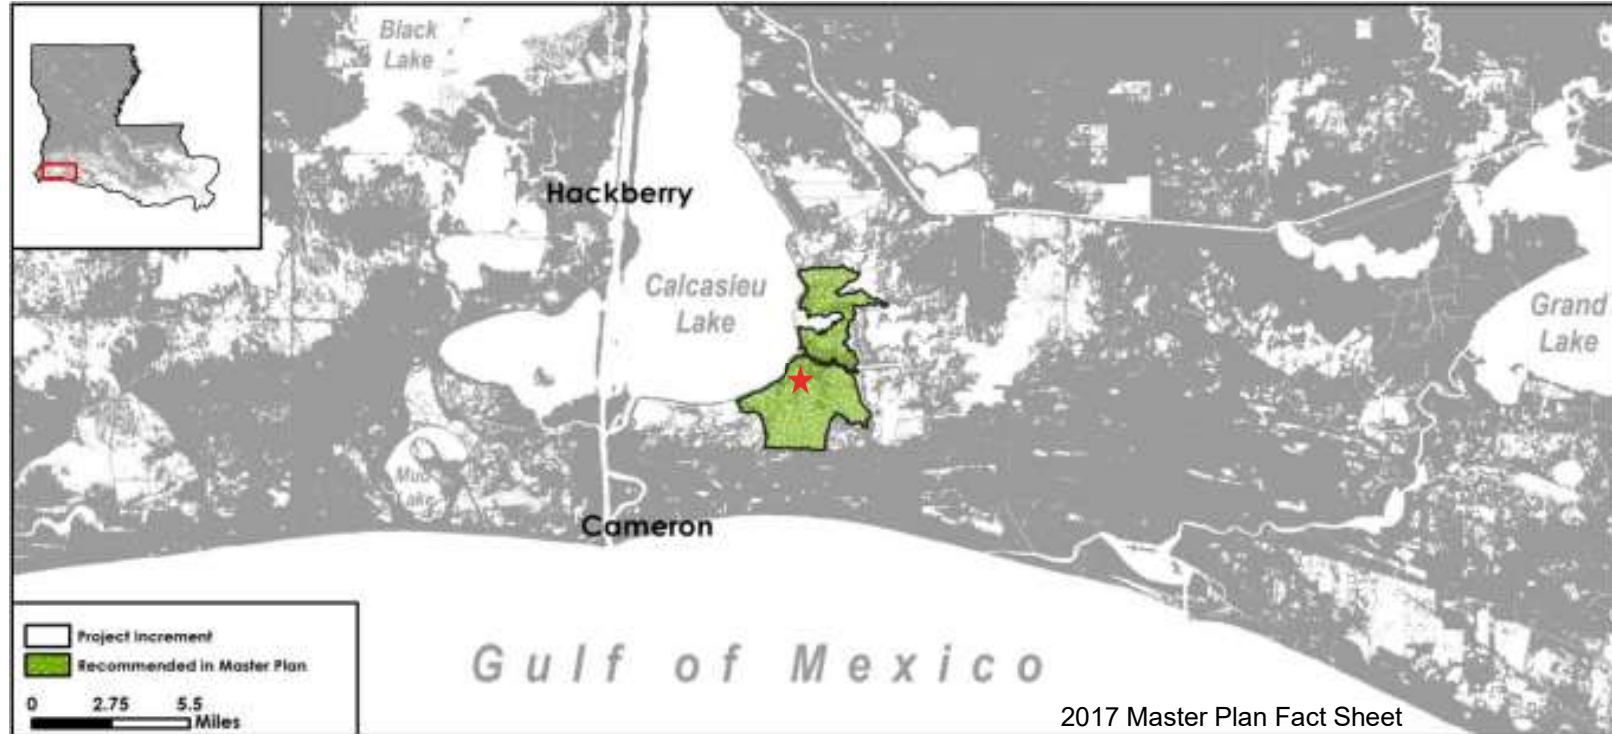 Black
Lake
Hackberry
Calcasieu
Lake
Grand
Lake
Mud
Lake
Cameron
Gulf of Mexico
Project Increment
Recommended in Master Plan
0 2.75 5.5
Miles
2017 Master Plan Fact Sheet